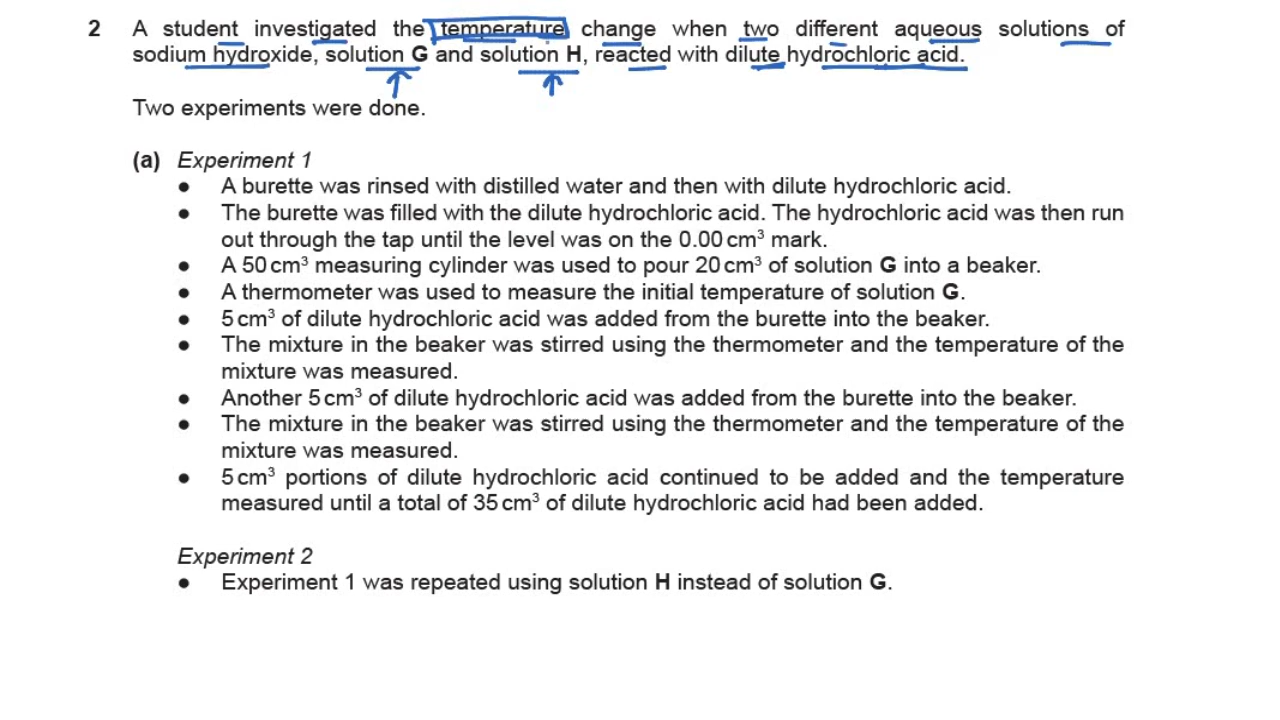 2 A student investigated the temperature change when two different aqueous solutions of
sodium hydroxide, solution G and solution H, reacted with dilute hydrochloric acid.
Two experiments were done.
(a) Experiment 1
● A burette was rinsed with distilled water and then with dilute hydrochloric acid.
● The burette was filled with the dilute hydrochloric acid. The hydrochloric acid was then run
out through the tap until the level was on the 0.00 cm³ mark.
● A 50 cm³ measuring cylinder was used to pour 20 cm³ of solution G into a beaker.
● A thermometer was used to measure the initial temperature of solution G.
● 5 cm³ of dilute hydrochloric acid was added from the burette into the beaker.
● The mixture in the beaker was stirred using the thermometer and the temperature of the
mixture was measured.
● Another 5 cm³ of dilute hydrochloric acid was added from the burette into the beaker.
● The mixture in the beaker was stirred using the thermometer and the temperature of the
mixture was measured.
● 5 cm³ portions of dilute hydrochloric acid continued to be added and the temperature
measured until a total of 35 cm³ of dilute hydrochloric acid had been added.
Experiment 2
● Experiment 1 was repeated using solution H instead of solution G.